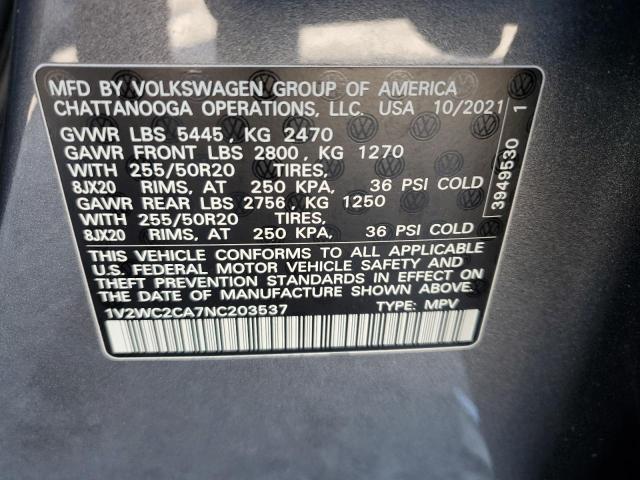 MFD BY VOLKSWAGEN GROUP OF AMERICA
CHATTANOOGA OPERATIONS, LLC. USA 10/2021
GVWR LBS 5445, KG 2470
GAWR FRONT LBS 2800, KG 1270
WITH 255/50R20 TIRES,
8JX20 RIMS, AT 250 KPA, 36 PSI COLD
GAWR REAR LBS 2756, KG 1250
WITH 255/50R20 TIRES,
8JX20 RIMS, AT 250 KPA, 36 PSI COLD
THIS VEHICLE CONFORMS TO ALL APPLICABLE
U.S. FEDERAL MOTOR VEHICLE SAFETY AND
THEFT PREVENTION STANDARDS IN EFFECT ON
THE DATE OF MANUFACTURE SHOWN ABOVE.
1V2WC2CA7NC203537 TYPE: MPV
3949530 1